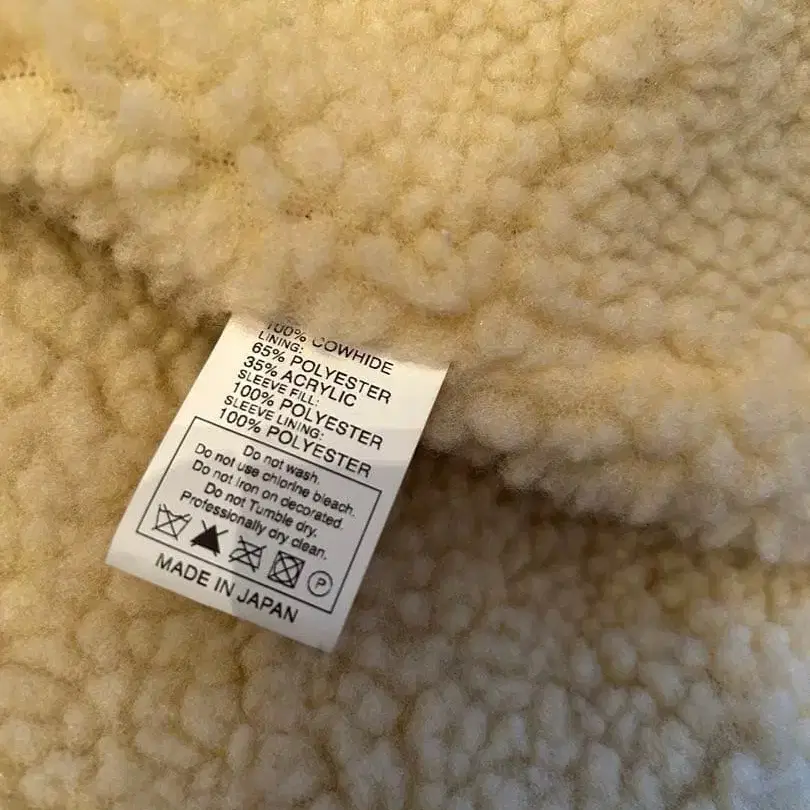 100% COWHIDE
LINING:
65% POLYESTER
35% ACRYLIC
SLEEVE FILL:
100% POLYESTER
SLEEVE LINING:
100% POLYESTER
Do not wash.
Do not use chlorine bleach.
Do not Iron on decorated.
Do not Tumble dry.
Professionally dry clean.
P
MADE IN JAPAN